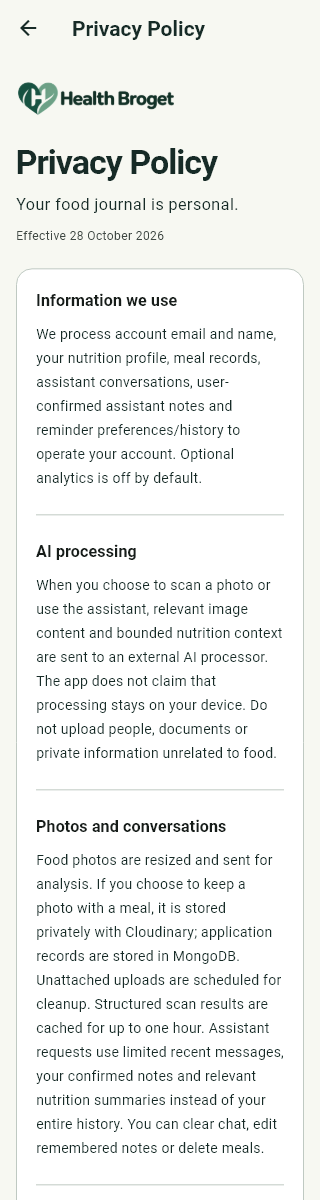 Privacy Policy
Health Broget
Privacy Policy
Your food journal is personal.
Effective 28 October 2026
Information we use
We process account email and name,
your nutrition profile, meal records,
assistant conversations, user-
confirmed assistant notes and
reminder preferences/history to
operate your account. Optional
analytics is off by default.
AI processing
When you choose to scan a photo or
use the assistant, relevant image
content and bounded nutrition context
are sent to an external AI processor.
The app does not claim that
processing stays on your device. Do
not upload people, documents or
private information unrelated to food.
Photos and conversations
Food photos are resized and sent for
analysis. If you choose to keep a
photo with a meal, it is stored
privately with Cloudinary; application
records are stored in MongoDB.
Unattached uploads are scheduled for
cleanup. Structured scan results are
cached for up to one hour. Assistant
requests use limited recent messages,
your confirmed notes and relevant
nutrition summaries instead of your
entire history. You can clear chat, edit
remembered notes or delete meals.